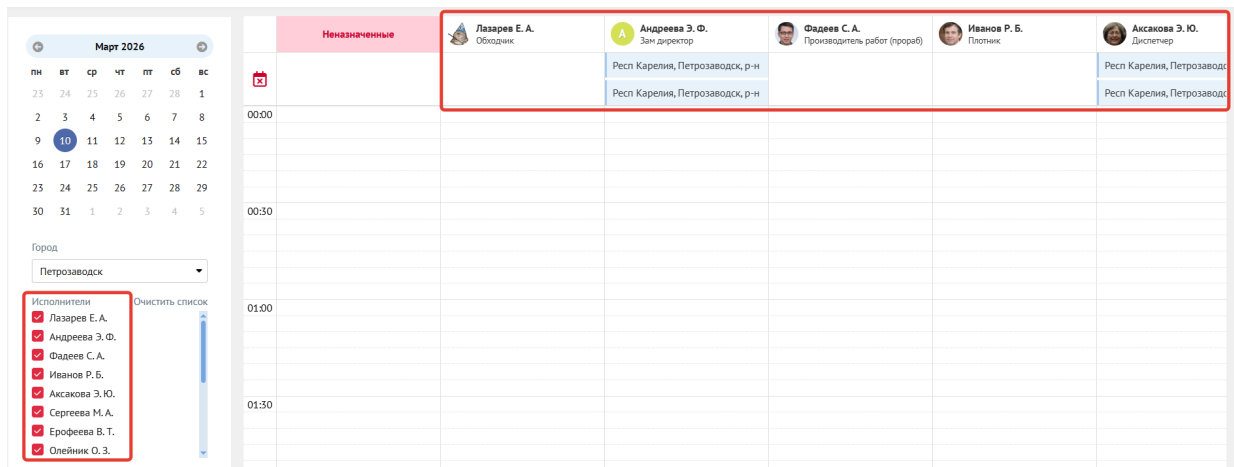 Март 2026
пн вт ср чт пт сб вс
23 24 25 26 27 28 1
2 3 4 5 6 7 8
9 10 11 12 13 14 15
16 17 18 19 20 21 22
23 24 25 26 27 28 29
30 31 1 2 3 4 5
Город
Петрозаводск
Исполнители Очистить список
Лазарев Е. А.
Андреева Э. Ф.
Фадеев С. А.
Иванов Р. Б.
Аксакова Э. Ю.
Сергеева М. А.
Ерофеева В. Т.
Олейник О. З.
Неназначенные
Лазарев Е. А.
Обходчик
А
Андреева Э. Ф.
Зам директор
Фадеев С. А.
Производитель работ (прораб)
Иванов Р. Б.
Плотник
Аксакова Э. Ю.
Диспетчер
Респ Карелия, Петрозаводск, р-н
Респ Карелия, Петрозаводск, р-н
Респ Карелия, Петрозаводс
Респ Карелия, Петрозаводс
00:00
00:30
01:00
01:30